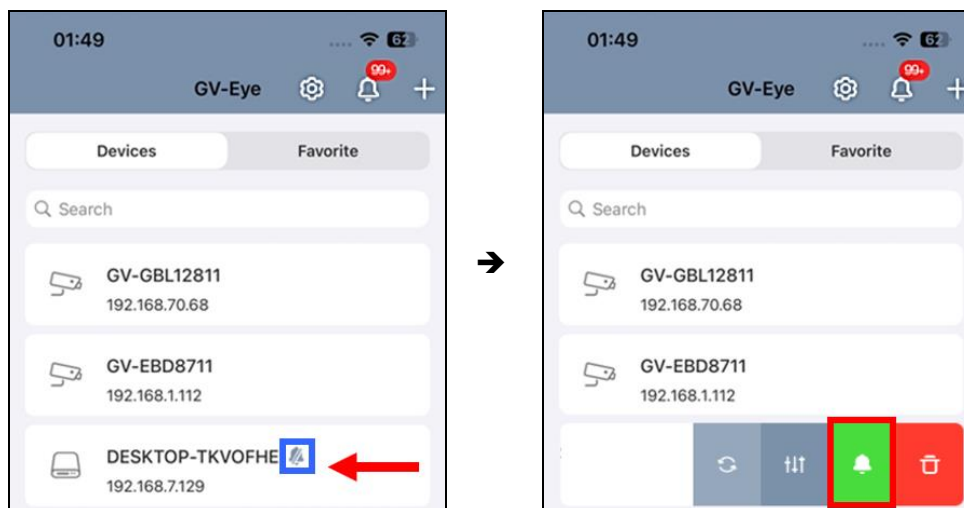 01:49
62
GV-Eye
99+
Devices
Favorite
Search
GV-GBL12811
192.168.70.68
GV-EBD8711
192.168.1.112
DESKTOP-TKVOFHE
192.168.7.129
01:49
62
GV-Eye
99+
Devices
Favorite
Search
GV-GBL12811
192.168.70.68
GV-EBD8711
192.168.1.112